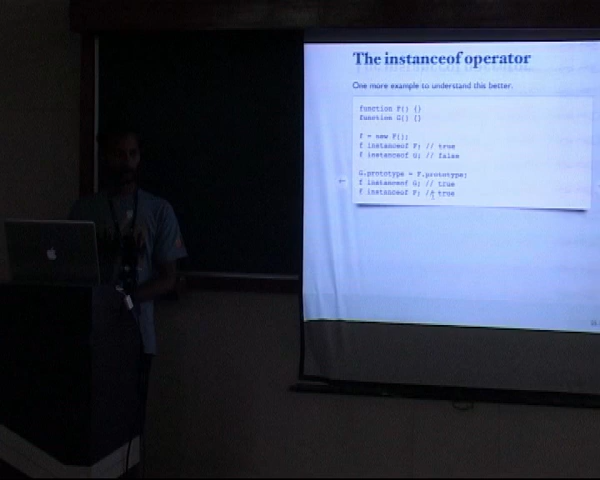 The instanceof operator
One more example to understand this better.
function F() {}
function G() {}
f = new F();
f instanceof F; // true
f instanceof G; // false
G.prototype = F.prototype;
f instanceof G; // true
f instanceof F; // true